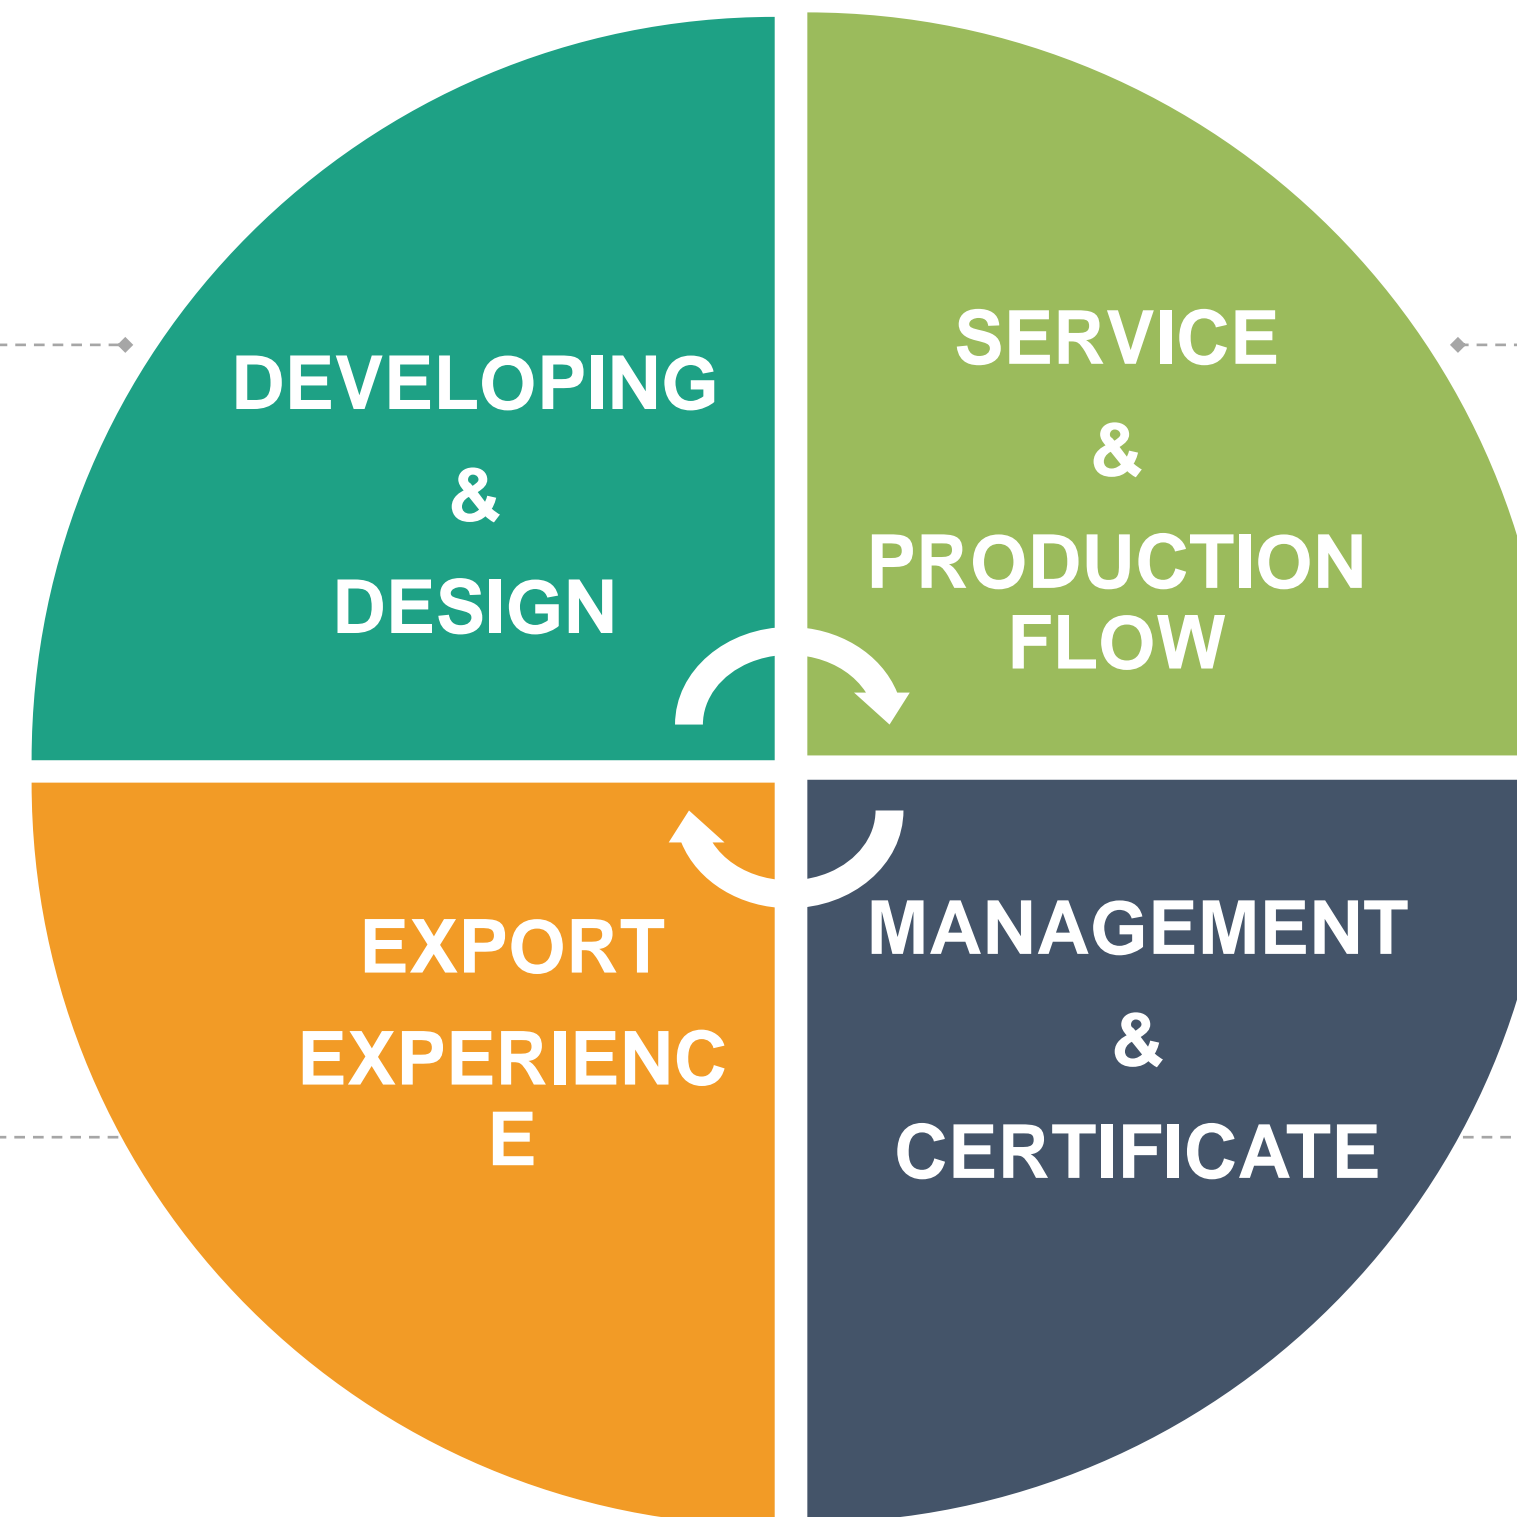 DEVELOPING
&
DESIGN
SERVICE
&
PRODUCTION
FLOW
EXPORT
EXPERIENC
E
MANAGEMENT
&
CERTIFICATE